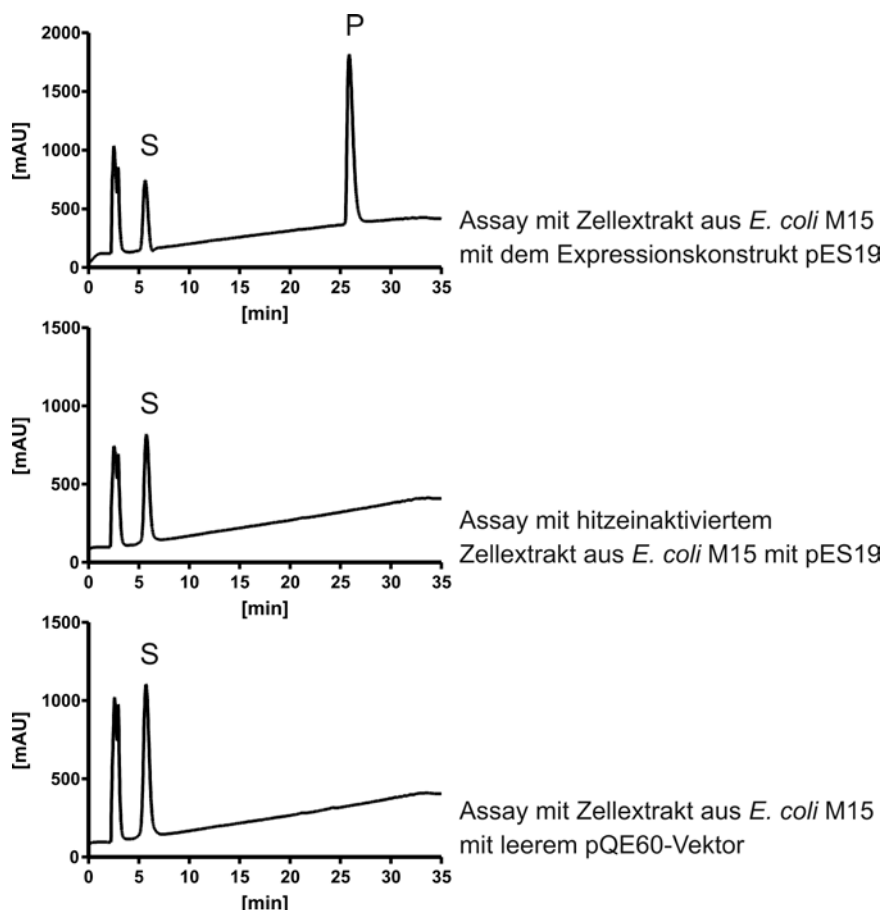 P
2000
1500
S
1000
500
0
[mAU]
0 5 10 15 20 25 30 35
[min]
Assay mit Zellextrakt aus E. coli M15
mit dem Expressionskonstrukt pES19
1500
S
1000
500
0
[mAU]
0 5 10 15 20 25 30 35
[min]
Assay mit hitzeinaktiviertem
Zellextrakt aus E. coli M15 mit pES19
1500
S
1000
500
0
[mAU]
0 5 10 15 20 25 30 35
[min]
Assay mit Zellextrakt aus E. coli M15
mit leerem pQE60-Vektor